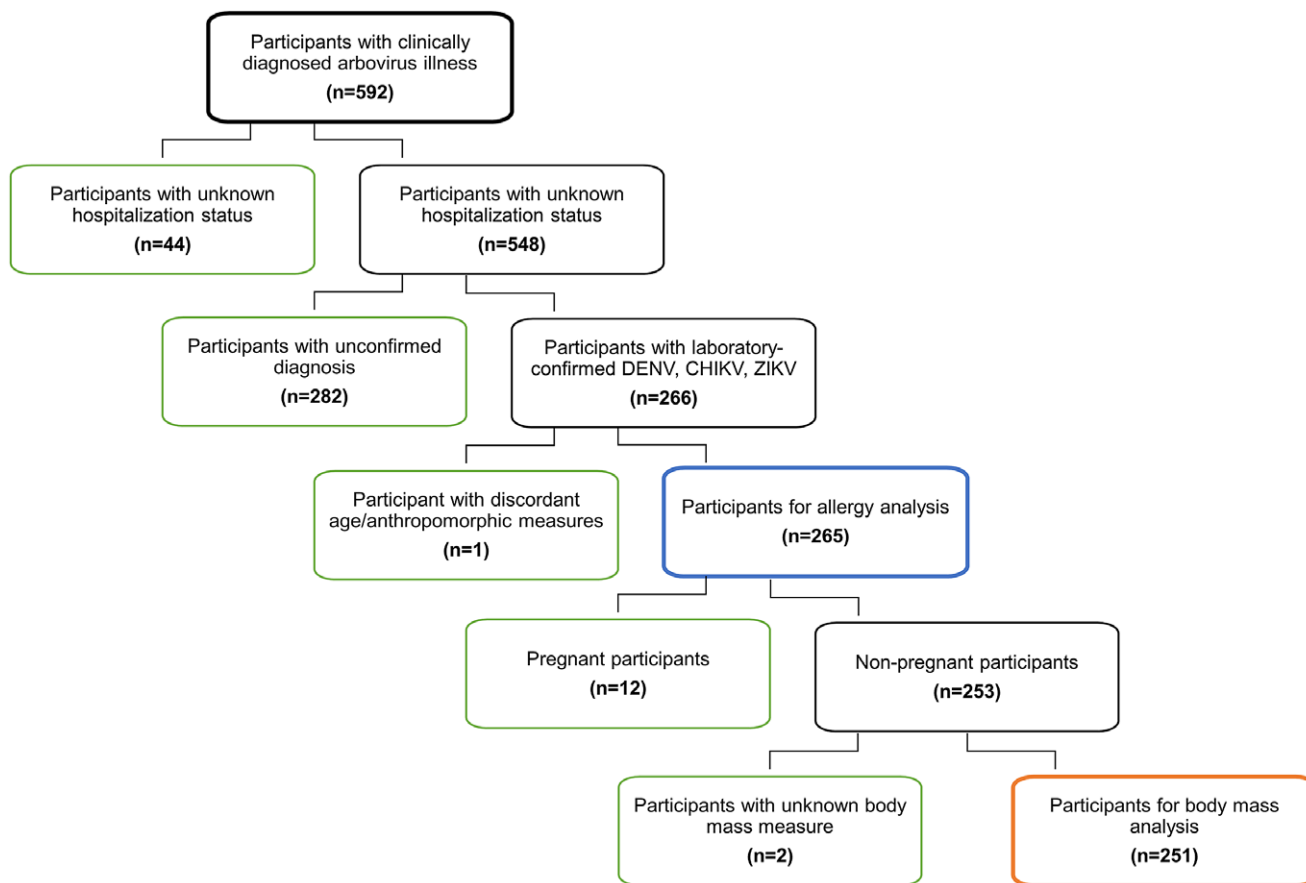 Participants with clinically
diagnosed arbovirus illness
(n=592)
Participants with unknown
hospitalization status
(n=44)
Participants with unknown
hospitalization status
(n=548)
Participants with unconfirmed
diagnosis
(n=282)
Participants with laboratory-
confirmed DENV, CHIKV, ZIKV
(n=266)
Participant with discordant
age/anthropomorphic measures
(n=1)
Participants for allergy analysis
(n=265)
Pregnant participants
(n=12)
Non-pregnant participants
(n=253)
Participants with unknown body
mass measure
(n=2)
Participants for body mass
analysis
(n=251)